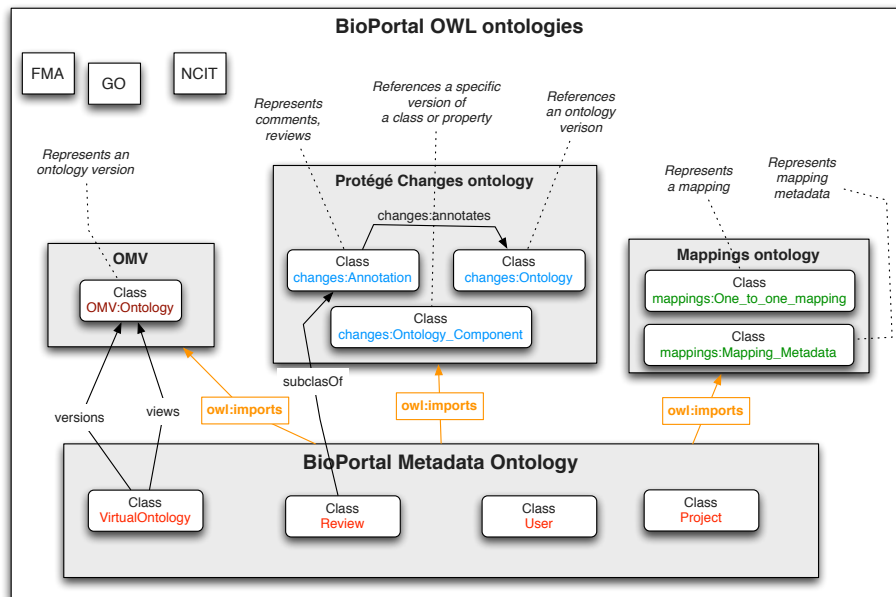 BioPortal OWL ontologies
FMA
GO
NCIT
Represents an
ontology version
Represents
comments,
reviews
References a specific
version of
a class or property
References
an ontology
verison
Represents
a mapping
Represents
mapping
metadata
OMV
Class
OMV:Ontology
Protégé Changes ontology
changes:annotates
Class
changes:Annotation
Class
changes:Ontology
Class
changes:Ontology_Component
Mappings ontology
Class
mappings:One_to_one_mapping
Class
mappings:Mapping_Metadata
versions
views
owl:imports
subclasOf
owl:imports
owl:imports
BioPortal Metadata Ontology
Class
VirtualOntology
Class
Review
Class
User
Class
Project